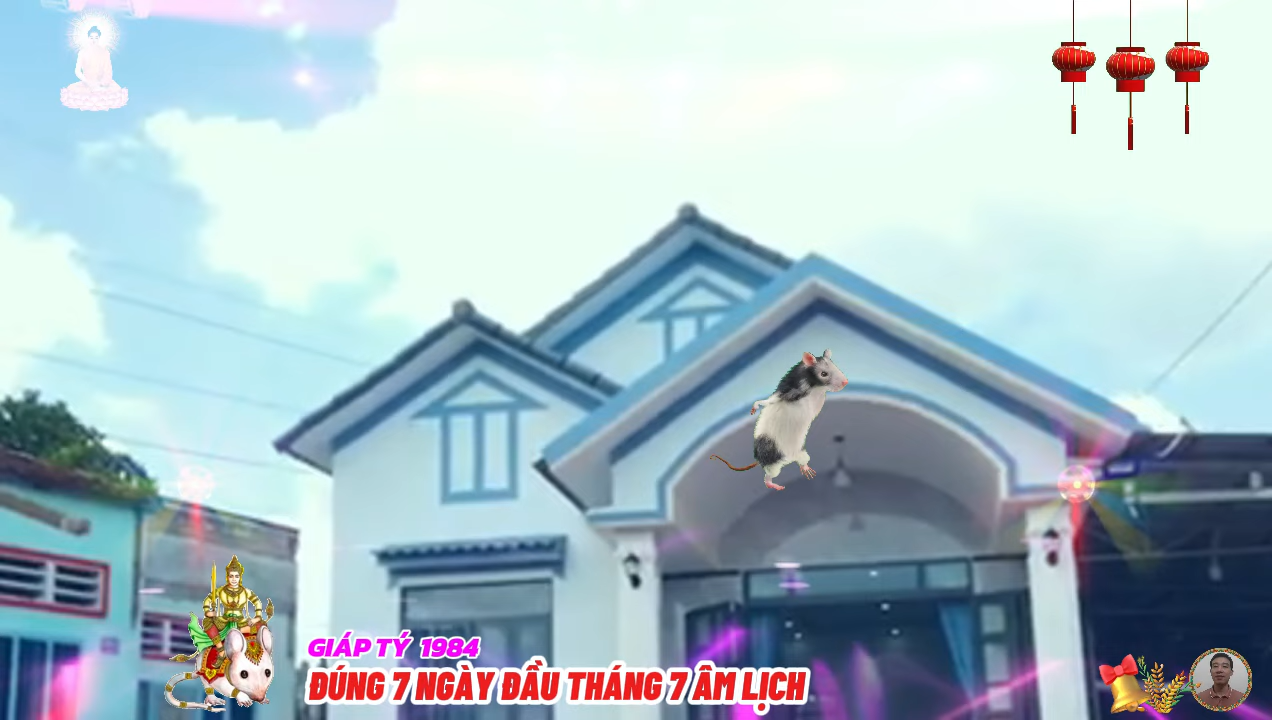 GIÁP TÝ 1984
ĐÚNG 7 NGÀY ĐẦU THÁNG 7 ÂM LỊCH